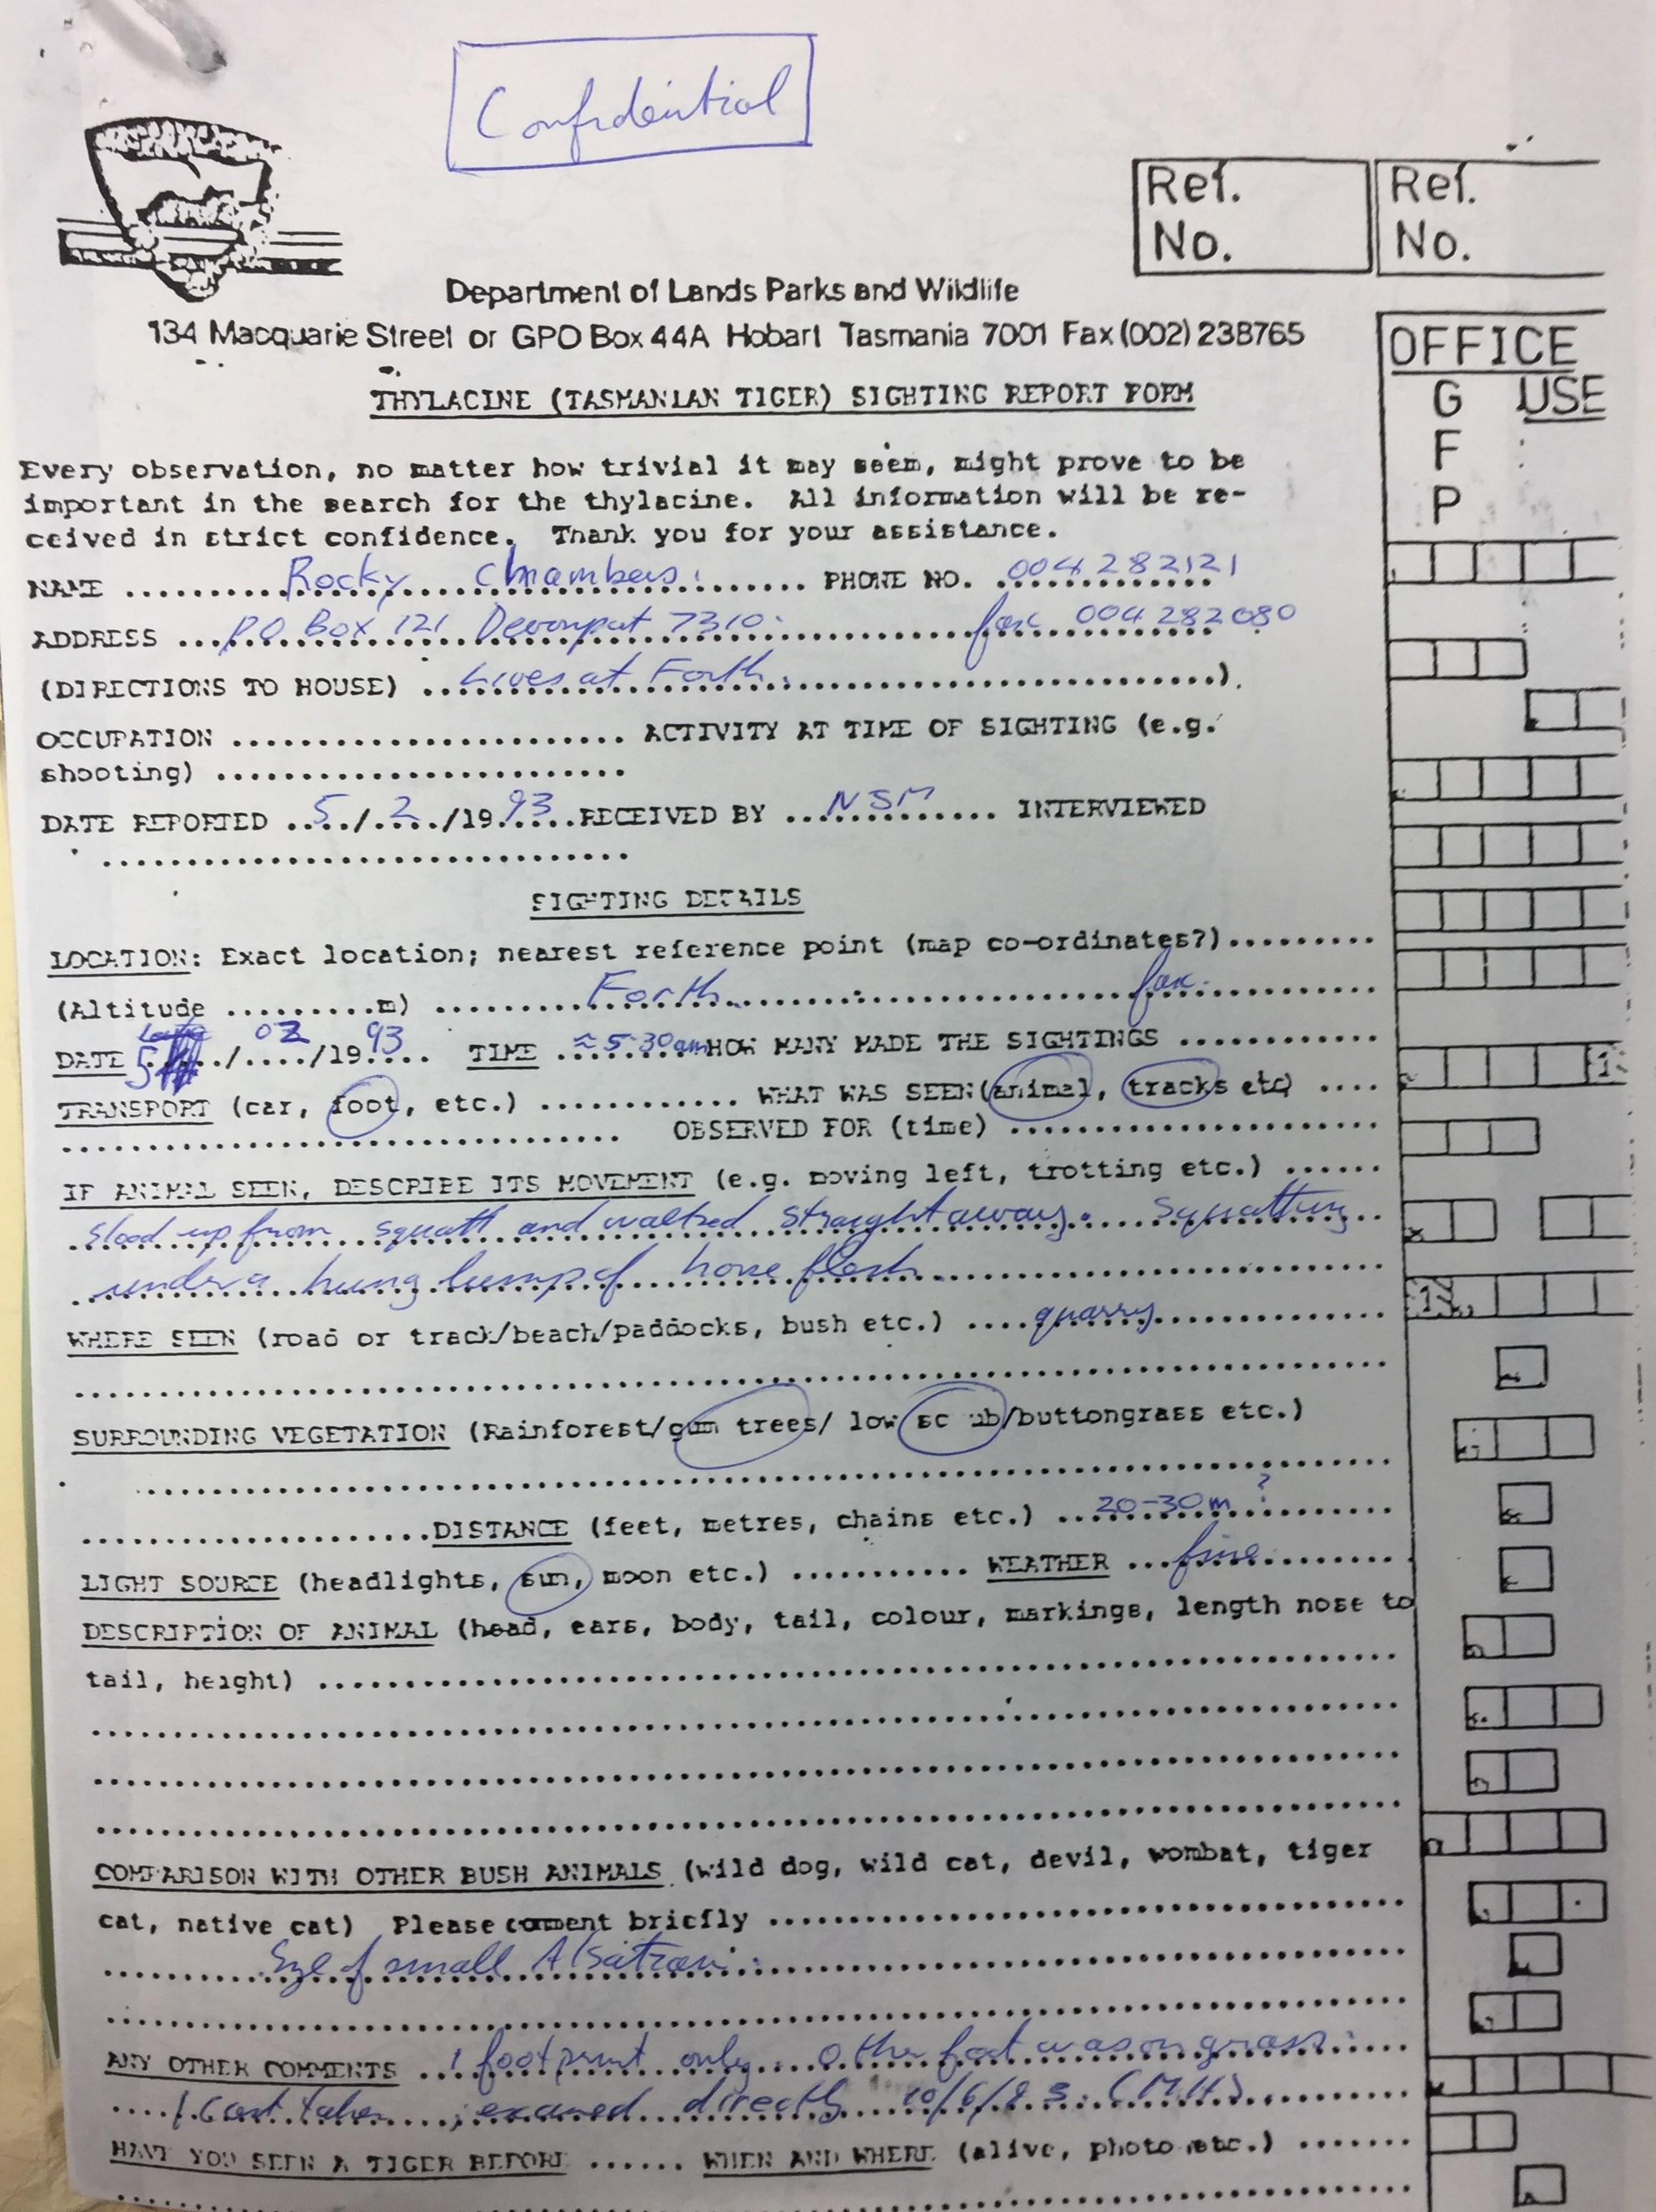 Confidential
Ref. No.
Ref. No.
Department of Lands Parks and Wildlife
134 Macquarie Street or GPO Box 44A Hobart Tasmania 7001 Fax (002) 238765
OFFICE USE
G
F
P
THYLACINE (TASMANIAN TIGER) SIGHTING REPORT FORM
Every observation, no matter how trivial it may seem, might prove to be
important in the search for the thylacine. All information will be re-
ceived in strict confidence. Thank you for your assistance.
NAME ........ Rocky Chambers ........ PHONE NO. 004 282121
ADDRESS ... PO Box 121 Devonport 7310 ........ fax 004 282080
(DIRECTIONS TO HOUSE) .. Lives at Forth ........).
OCCUPATION ........................ ACTIVITY AT TIME OF SIGHTING (e.g.
shooting) .........................
DATE REPORTED 5/2/1993 RECEIVED BY ... NSM ........ INTERVIEWED
................................
SIGHTING DETAILS
LOCATION: Exact location; nearest reference point (map co-ordinates?).........
(Altitude .........m) ........ Forth ........ fax
DATE 5/02/1993 TIME ≈5.30am HOW MANY MADE THE SIGHTINGS ............
TRANSPORT (car, foot, etc.) ............ WHAT WAS SEEN (animal, tracks etc) ....
................................ OBSERVED FOR (time) ......................
IF ANIMAL SEEN, DESCRIBE ITS MOVEMENT (e.g. moving left, trotting etc.) ......
Stood up from squatt and waltzed straight away. Squatting
under a hung lump of horse flesh
WHERE SEEN (road or track/beach/paddocks, bush etc.) .... quarry
................................
SURROUNDING VEGETATION (Rainforest/gum trees/ low sc ub/buttongrass etc.)
................................
DISTANCE (feet, metres, chains etc.) ... 20-30m ?
LIGHT SOURCE (headlights, sun, moon etc.) ........... WEATHER ... fine
DESCRIPTION OF ANIMAL (head, ears, body, tail, colour, markings, length nose to
tail, height) ................................
................................
................................
................................
COMPARISON WITH OTHER BUSH ANIMALS (wild dog, wild cat, devil, wombat, tiger
cat, native cat) Please comment briefly ................................
Size of small Alsatian
................................
ANY OTHER COMMENTS ... 1 footprint only. other foot was on grass
1 Cast taken ; directly 10/6/93. (MH)
HAVE YOU SEEN A TIGER BEFORE ...... WHEN AND WHERE (alive, photo etc.) .......